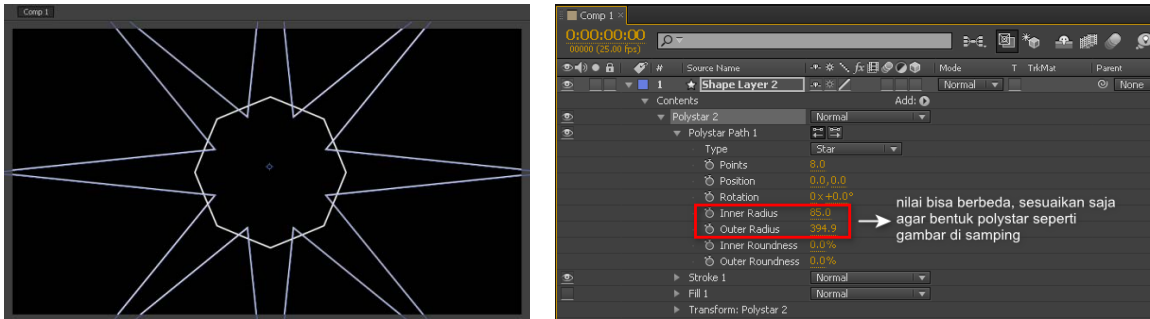 Comp 1
Comp 1 ×
0:00:00:00
00000 (25.00 fps)
# Source Name Mode T TrkMat Parent
1 ★ Shape Layer 2 Normal None
Contents Add:
Polystar 2 Normal
Polystar Path 1
Type Star
Points 8.0
Position 0.0,0.0
Rotation 0x+0.0°
Inner Radius 85.0
Outer Radius 394.9
Inner Roundness 0.0%
Outer Roundness 0.0%
Stroke 1 Normal
Fill 1 Normal
Transform: Polystar 2
nilai bisa berbeda, sesuaikan saja
agar bentuk polystar seperti
gambar di samping